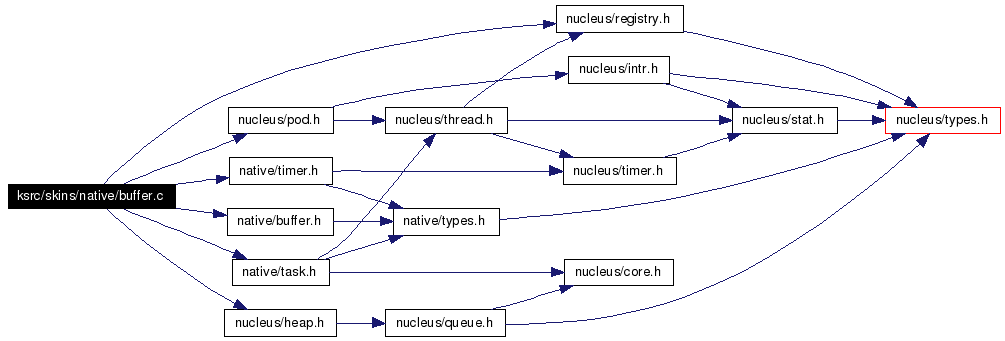 nucleus/registry.h
nucleus/intr.h
nucleus/pod.h
nucleus/thread.h
nucleus/stat.h
nucleus/types.h
native/timer.h
nucleus/timer.h
ksrc/skins/native/buffer.c
native/buffer.h
native/types.h
native/task.h
nucleus/core.h
nucleus/heap.h
nucleus/queue.h